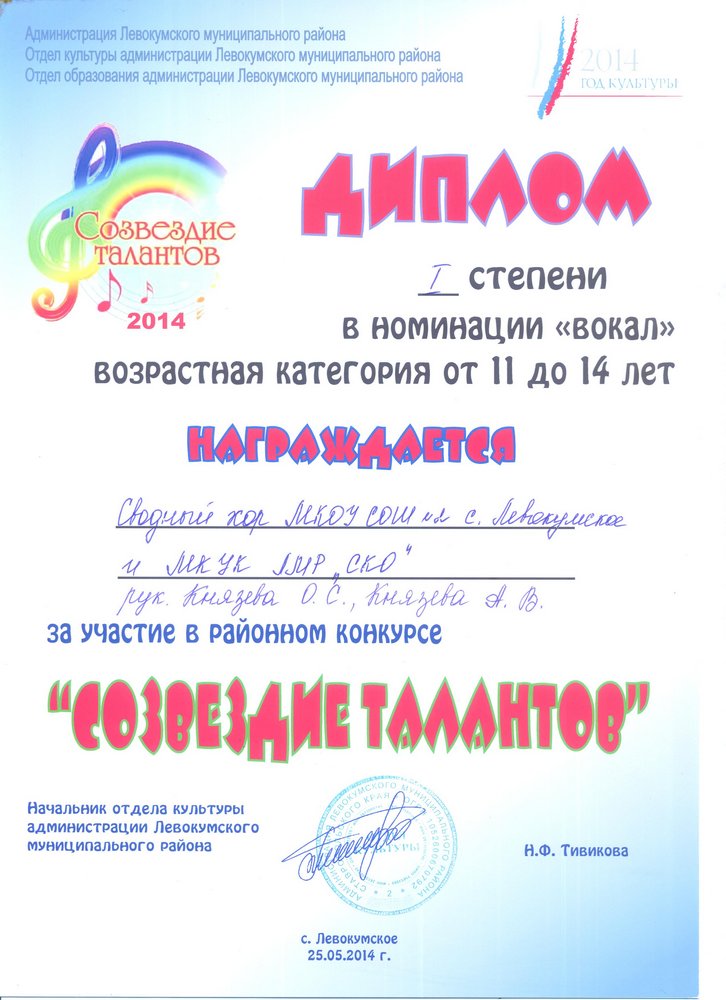 Администрация Левокумского муниципального района
Отдел культуры администрации Левокумского муниципального района
Отдел образования администрации Левокумского муниципального района
2014
ГОД КУЛЬТУРЫ
Созвездие
талантов
2014
ДИПЛОМ
I степени
в номинации «вокал»
возрастная категория от 11 до 14 лет
НАГРАЖДАЕТСЯ
Сводный хор МКОУ СОШ №1 с. Левокумское
и МКУК ЛМР „СКО"
рук. Князева О.С., Князева А.В.
за участие в районном конкурсе
“СОЗВЕЗДИЕ ТАЛАНТОВ”
Начальник отдела культуры
администрации Левокумского
муниципального района
Н.Ф. Тивикова
с. Левокумское
25.05.2014 г.